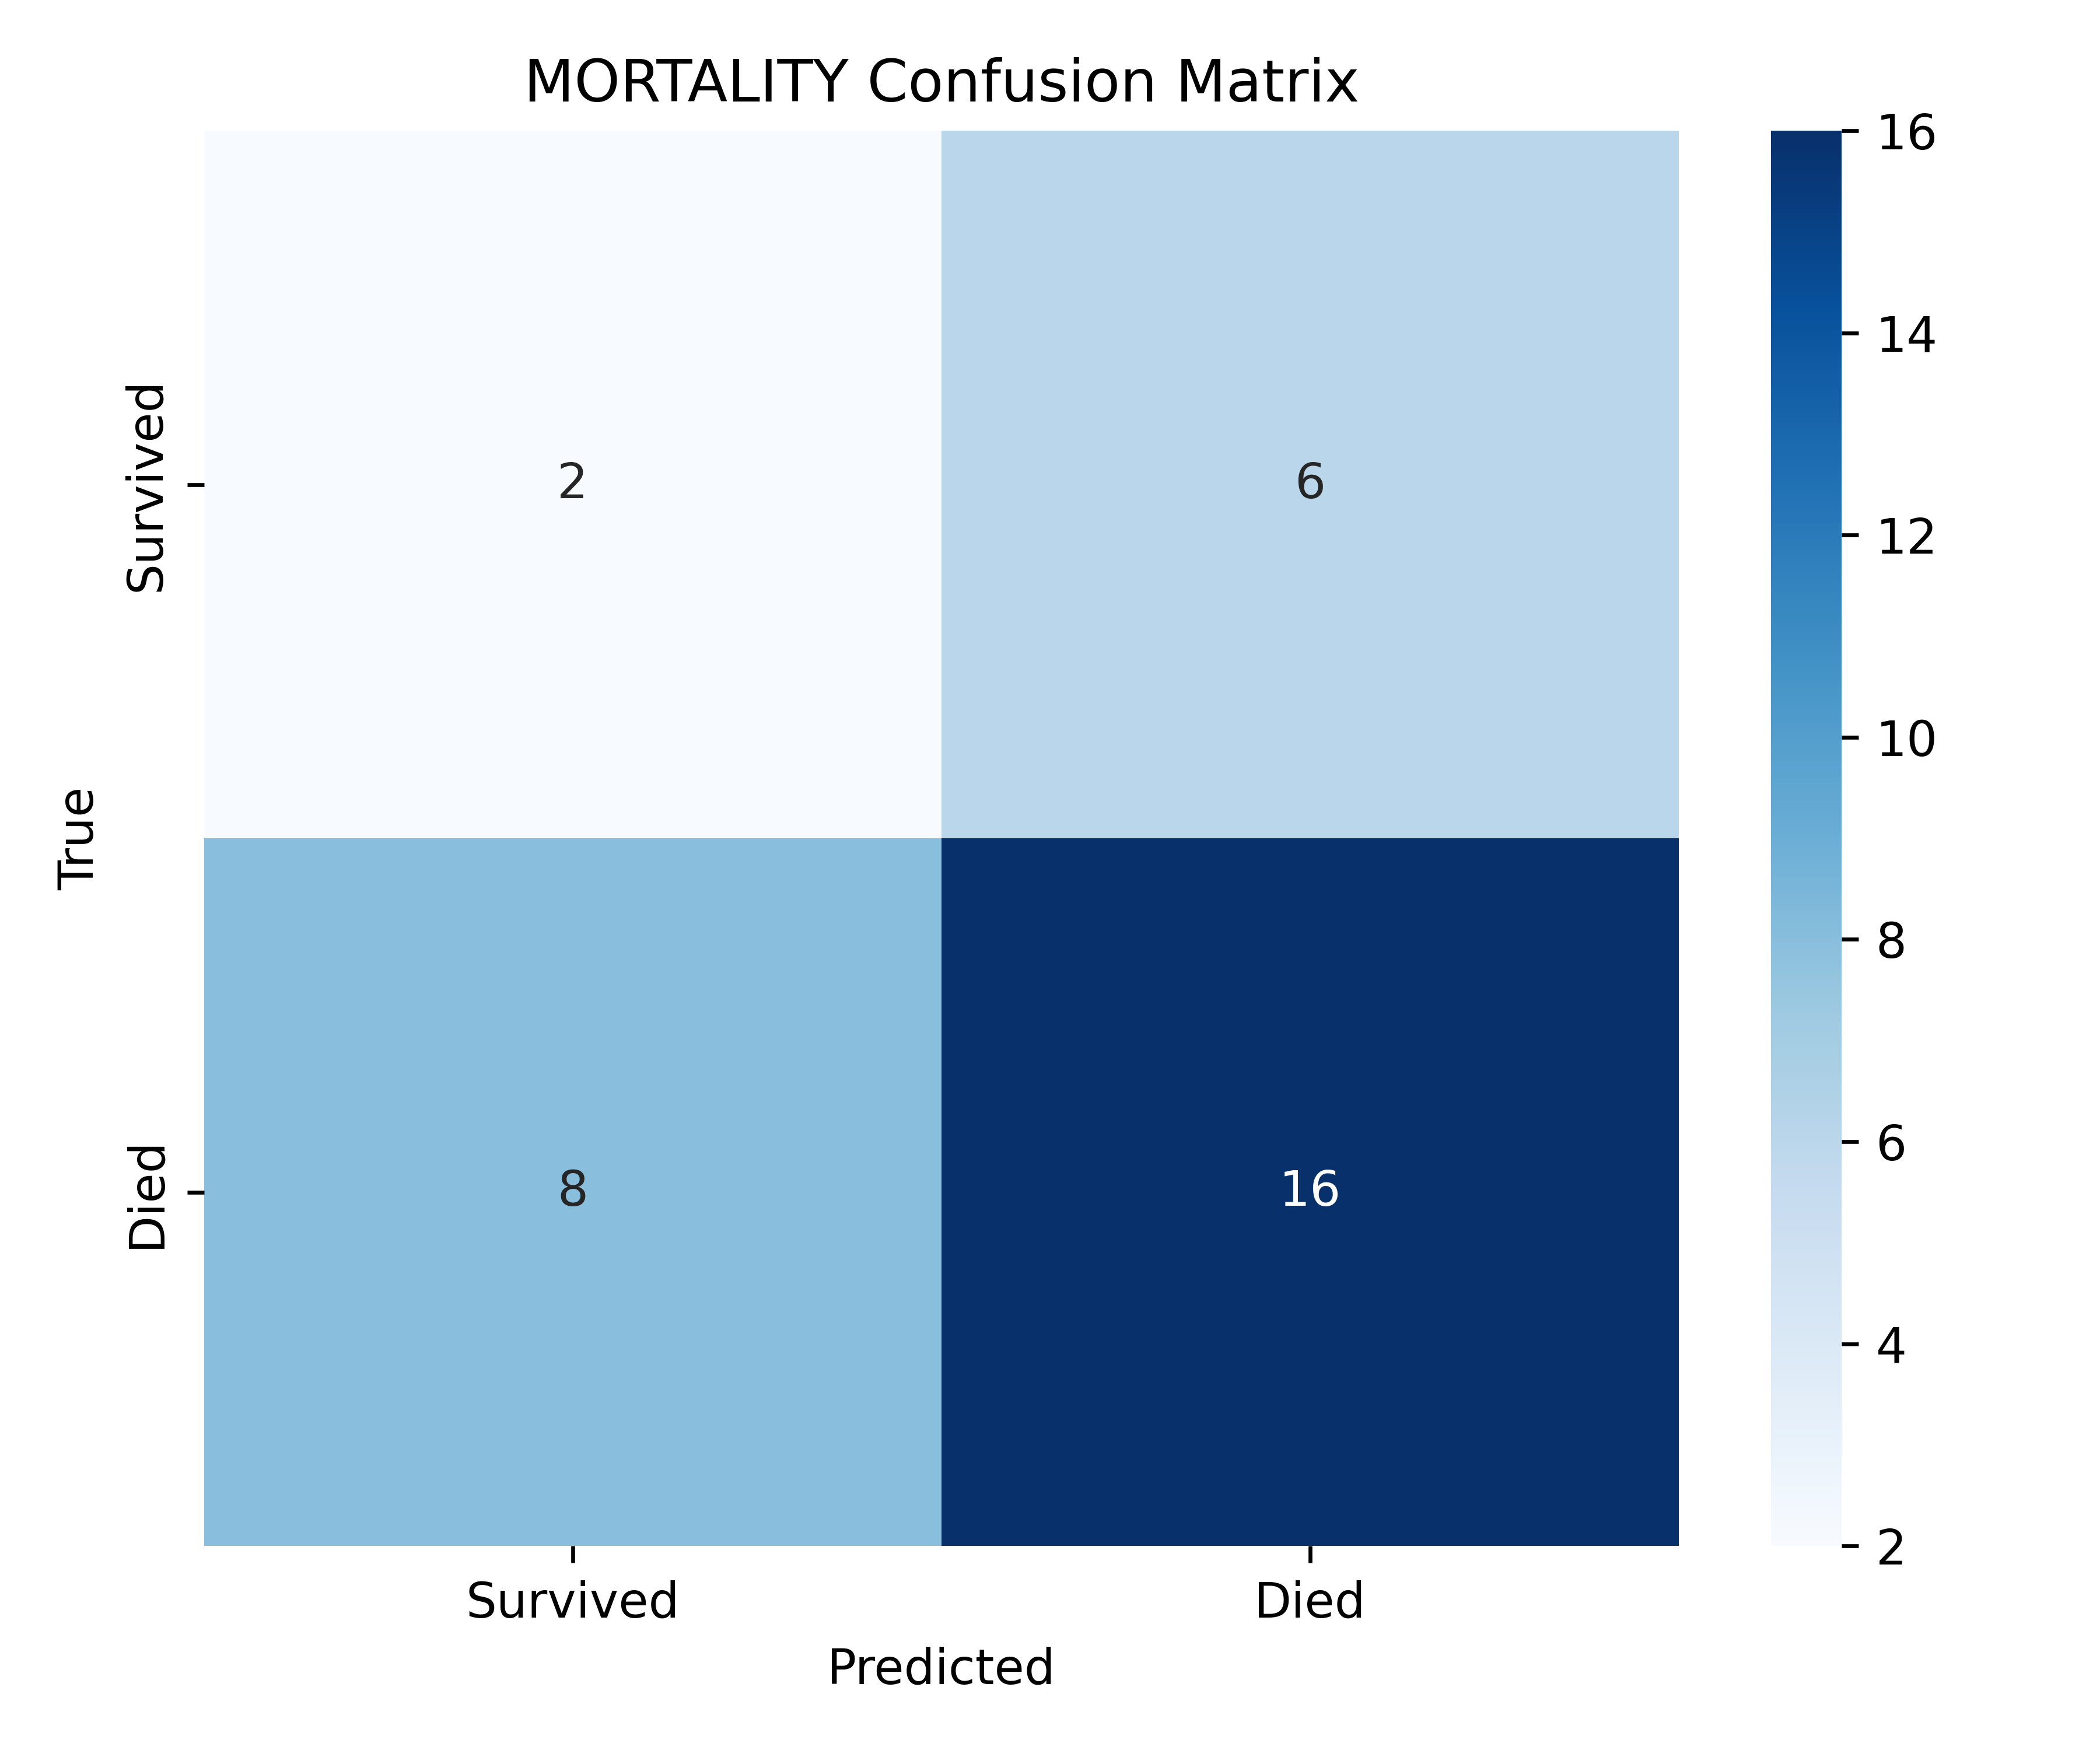 MORTALITY Confusion Matrix
True
Survived
Died
2
6
8
16
Survived
Died
Predicted
16
14
12
10
8
6
4
2